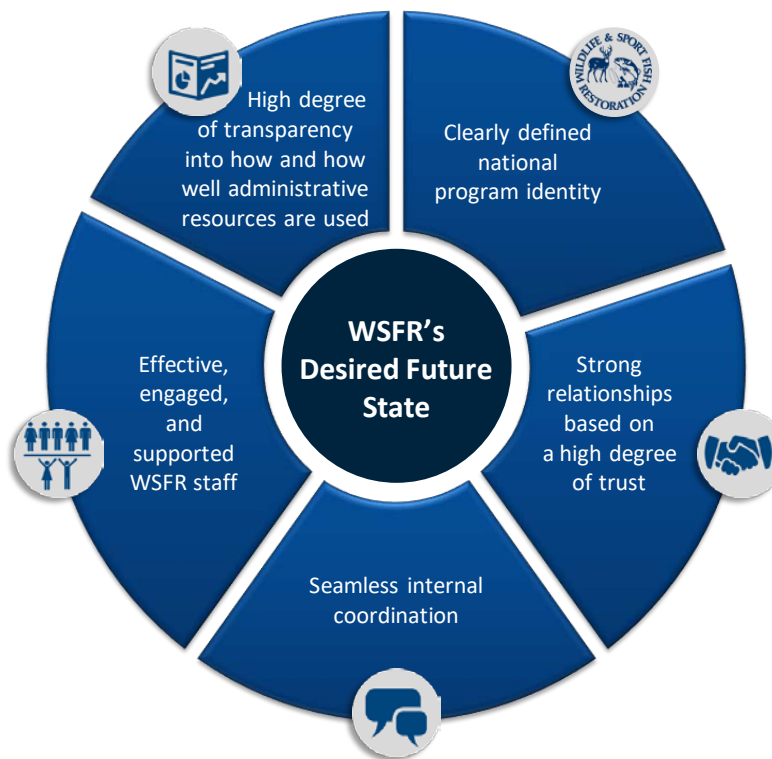 High degree
of transparency
into how and how
well administrative
resources are used
WILDLIFE & SPORT FISH
RESTORATION
Clearly defined
national
program identity
WSFR's
Desired Future
State
Effective,
engaged,
and
supported
WSFR staff
Strong
relationships
based on
a high degree
of trust
Seamless internal
coordination